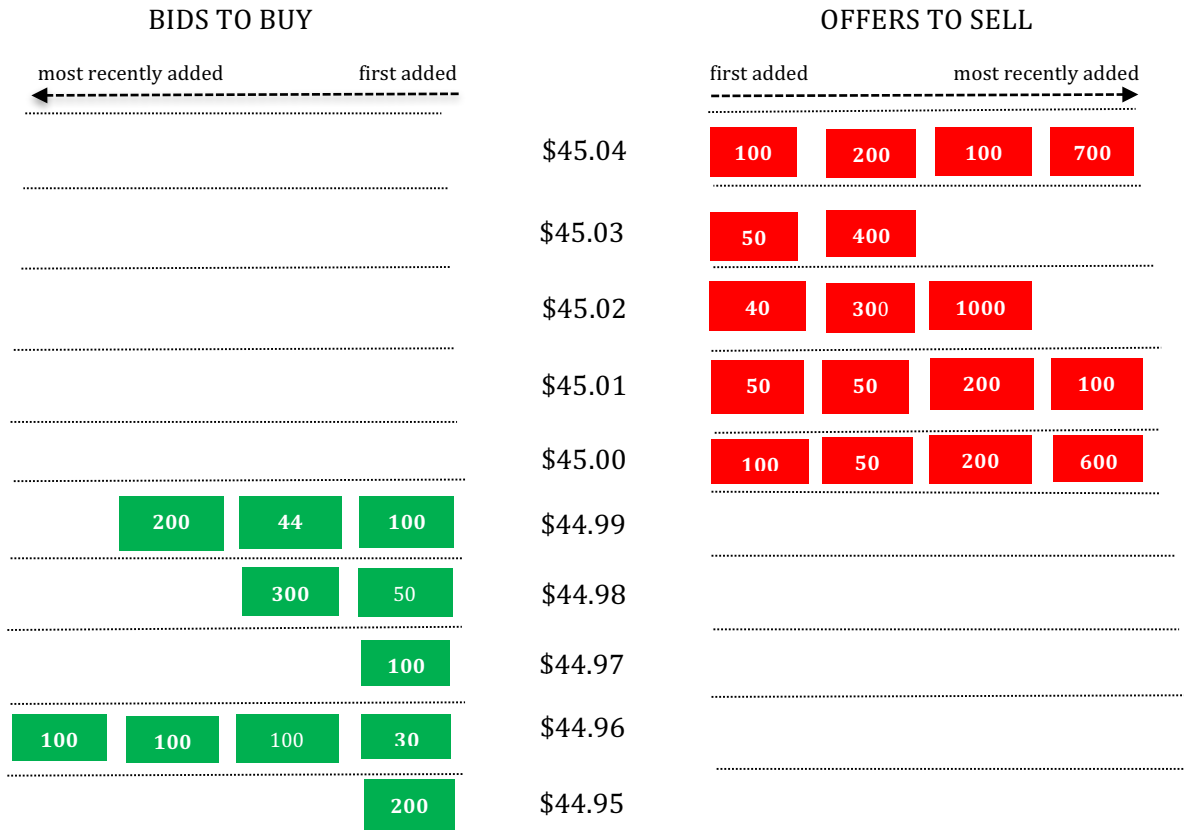 BIDS TO BUY OFFERS TO SELL
most recently added first added first added most recently added
$45.04 100 200 100 700
$45.03 50 400
$45.02 40 300 1000
$45.01 50 50 200 100
$45.00 100 50 200 600
200 44 100 $44.99
300 50 $44.98
100 $44.97
100 100 100 30 $44.96
200 $44.95